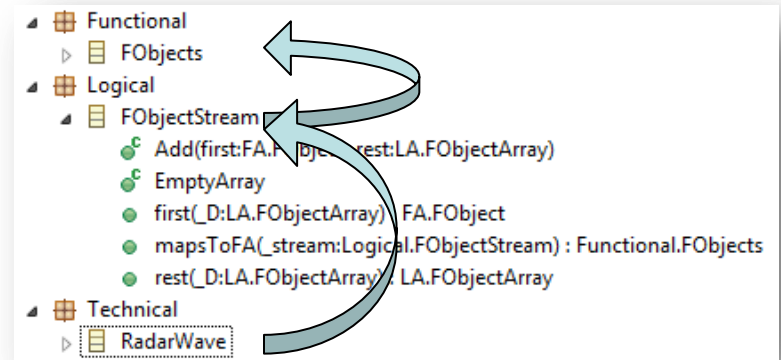 Functional
FObjects
Logical
FObjectStream
C Add(first:FA.FObject, rest:LA.FObjectArray)
C EmptyArray
first(_D:LA.FObjectArray) : FA.FObject
mapsToFA(_stream:Logical.FObjectStream) : Functional.FObjects
rest(_D:LA.FObjectArray) : LA.FObjectArray
Technical
RadarWave